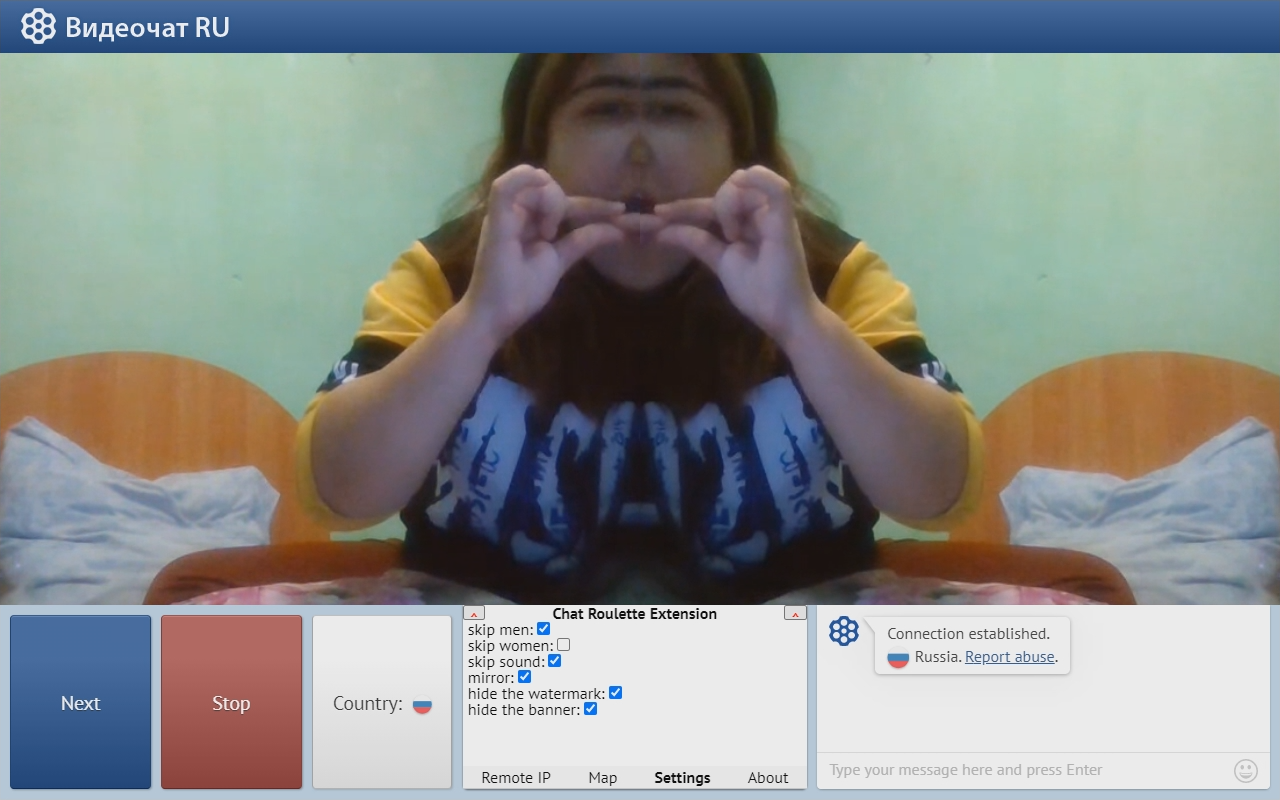 Видеочат RU
Next
Stop
Country:
Chat Roulette Extension
skip men:
skip women:
skip sound:
mirror:
hide the watermark:
hide the banner:
Remote IP Map Settings About
Connection established.
Russia. Report abuse.
Type your message here and press Enter